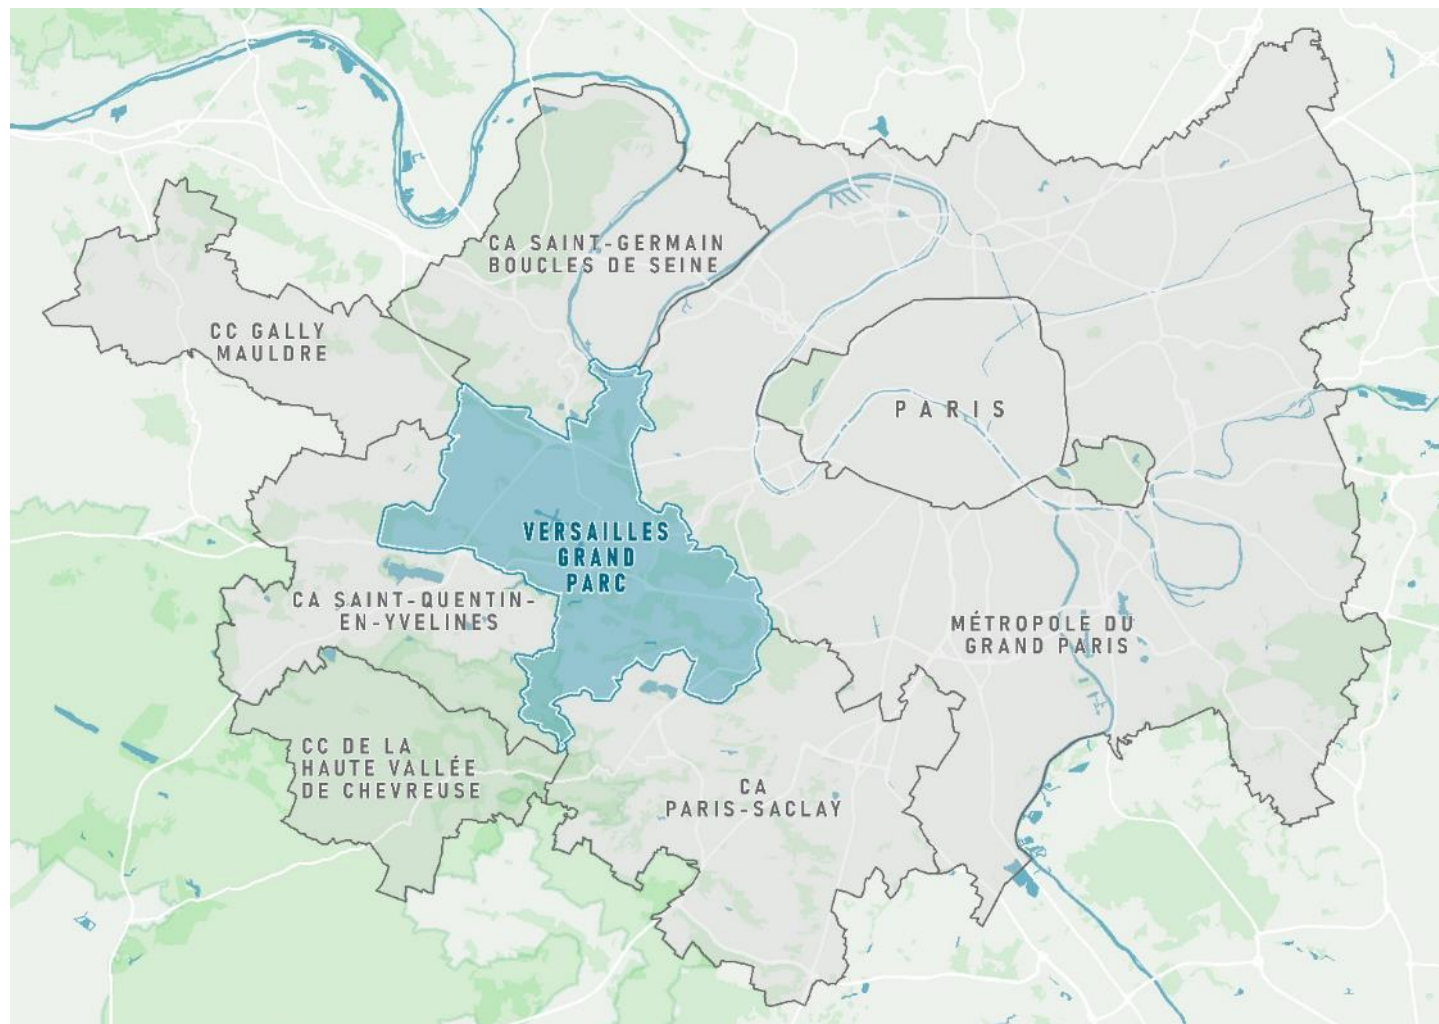 CA SAINT-GERMAIN
BOUCLES DE SEINE
CC GALLY
MAULDRE
PARIS
VERSAILLES
GRAND
PARC
CA SAINT-QUENTIN-
EN-YVELINES
MÉTROPOLE DU
GRAND PARIS
CC DE LA
HAUTE VALLÉE
DE CHEVREUSE
CA
PARIS-SACLAY